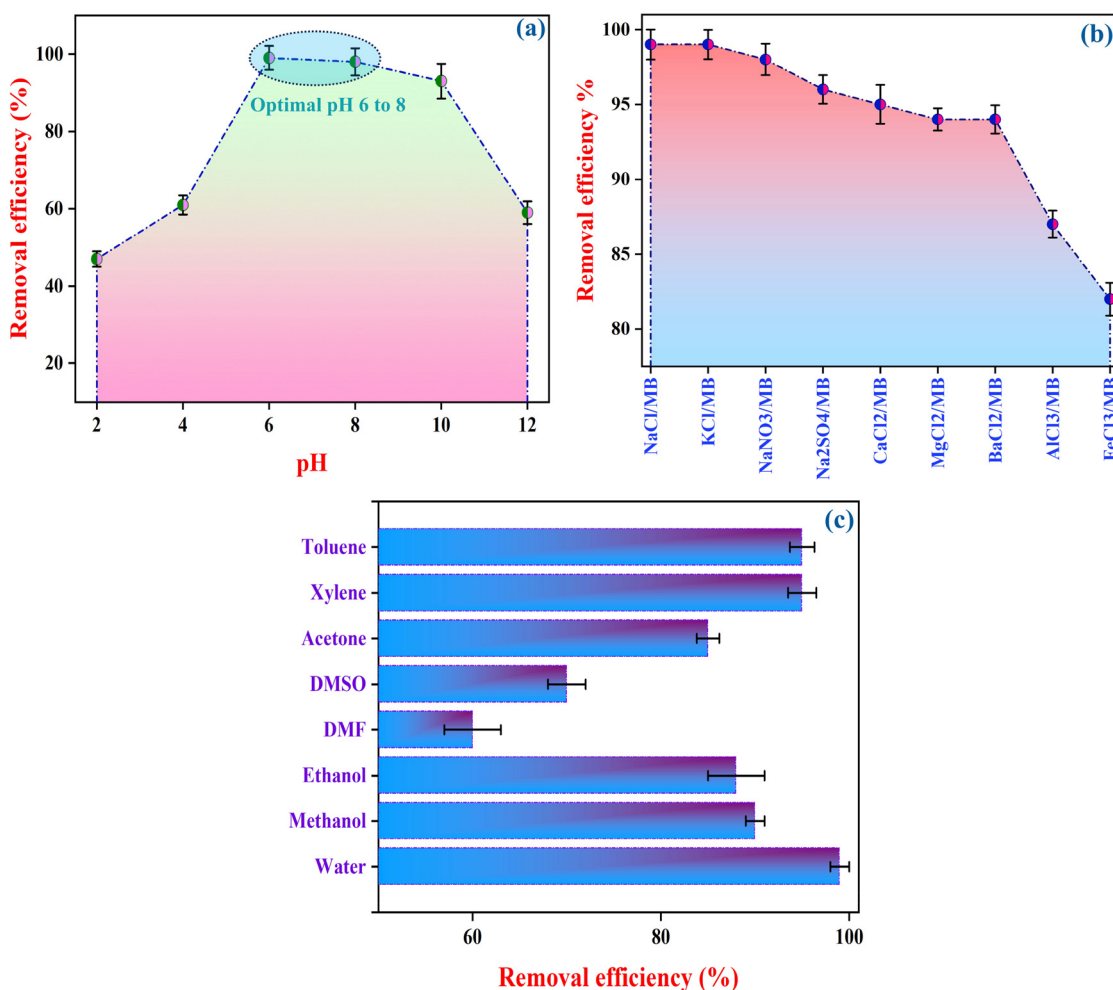 (a)
Removal efficiency (%)
100
80
60
40
20
Optimal pH 6 to 8
2 4 6 8 10 12
pH
(b)
Removal efficiency %
100
95
90
85
80
NaCl/MB
KCl/MB
NaNO3/MB
Na2SO4/MB
CaCl2/MB
MgCl2/MB
BaCl2/MB
AlCl3/MB
FeCl3/MB
(c)
Toluene
Xylene
Acetone
DMSO
DMF
Ethanol
Methanol
Water
60 80 100
Removal efficiency (%)